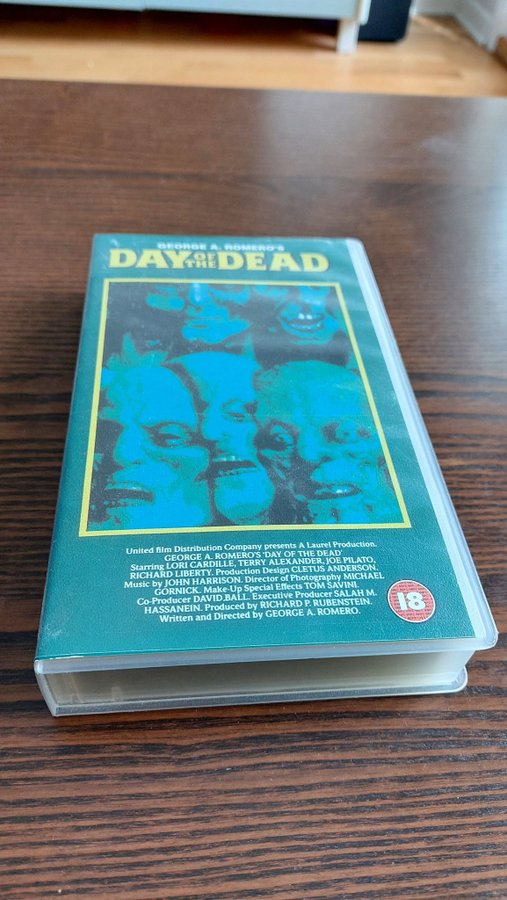 GEORGE A. ROMERO'S
DAY OF THE DEAD
United film Distribution Company presents A Laurel Production.
GEORGE A. ROMERO'S 'DAY OF THE DEAD'
Starring LORI CARDILLE, TERRY ALEXANDER, JOE PILATO,
RICHARD LIBERTY. Production Design CLETUS ANDERSON.
Music by JOHN HARRISON. Director of Photography MICHAEL
GORNICK. Make-Up Special Effects TOM SAVINI.
Co-Producer DAVID BALL. Executive Producer SALAH M.
HASSANEIN. Produced by RICHARD P. RUBENSTEIN.
Written and Directed by GEORGE A. ROMERO.
18